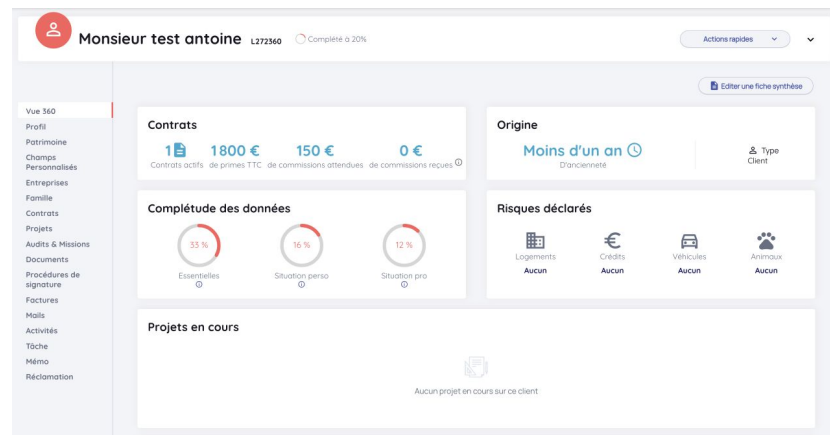 Monsieur test antoine L272360 Complété à 20%
Actions rapides
Editer une fiche synthèse
Vue 360
Profil
Patrimoine
Champs
Personnalisés
Entreprises
Famille
Contrats
Projets
Audits & Missions
Documents
Procédures de
signature
Factures
Mails
Activités
Tâche
Mémo
Réclamation
Contrats
1 1800 € 150 € 0 €
Contrats actifs de primes TTC de commissions attendues de commissions reçues
Origine
Moins d'un an
D'ancienneté
Type
Client
Complétude des données
33 % 16 % 12 %
Essentielles Situation perso Situation pro
Risques déclarés
Logements Crédits Véhicules Animaux
Aucun Aucun Aucun Aucun
Projets en cours
Aucun projet en cours sur ce client